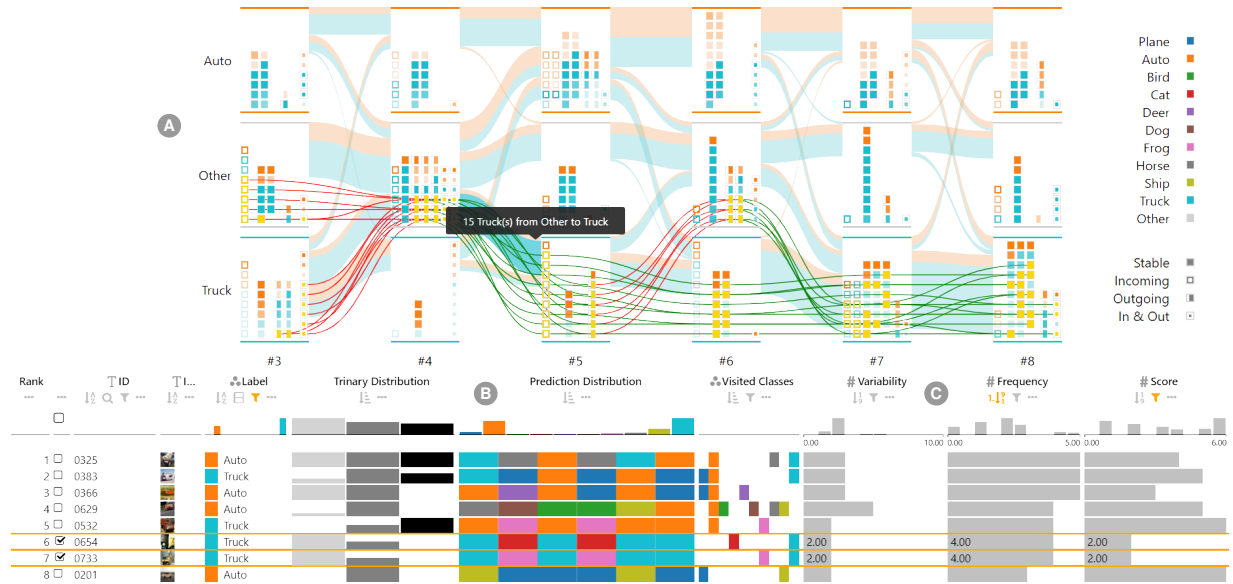 Auto
A
Other
15 Truck(s) from Other to Truck
Truck
#3 #4 #5 #6 #7 #8
Plane
Auto
Bird
Cat
Deer
Dog
Frog
Horse
Ship
Truck
Other
Stable
Incoming
Outgoing
In & Out
Rank ID I... Label Trinary Distribution B Prediction Distribution Visited Classes # Variability C # Frequency # Score
0.00 10.00 0.00 5.00 0.00 6.00
1 0325 Auto
2 0383 Truck
3 0366 Auto
4 0629 Auto
5 0532 Truck
6 0654 Truck 2.00 4.00 2.00
7 0733 Truck 2.00 4.00 2.00
8 0201 Auto